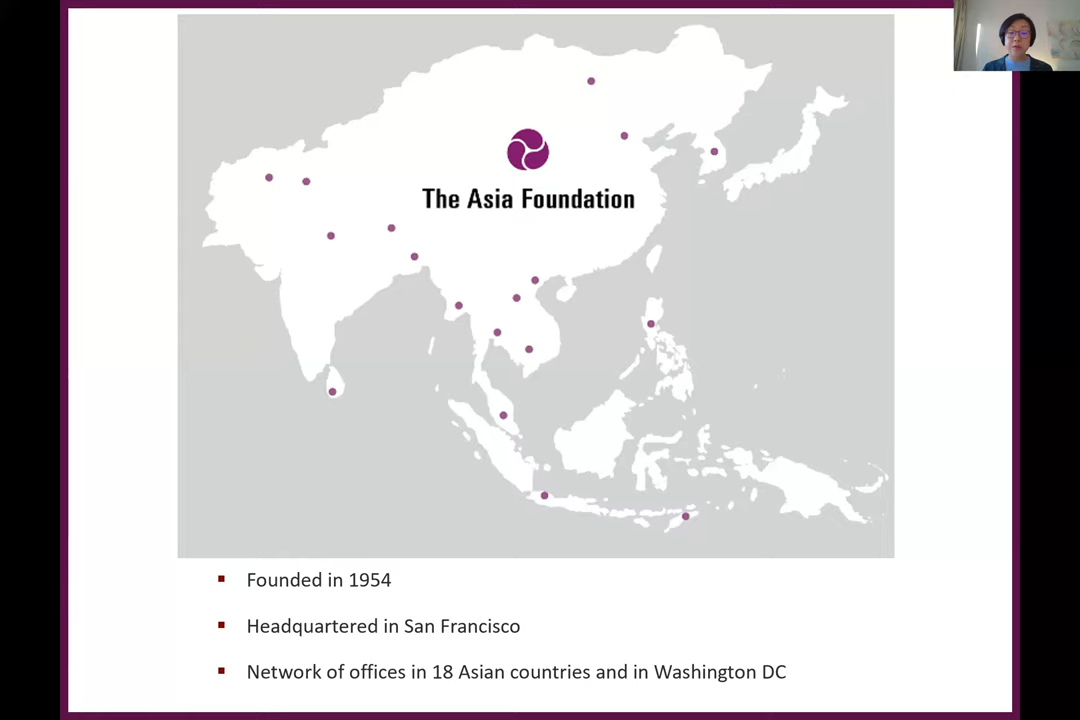 The Asia Foundation
Founded in 1954
Headquartered in San Francisco
Network of offices in 18 Asian countries and in Washington DC